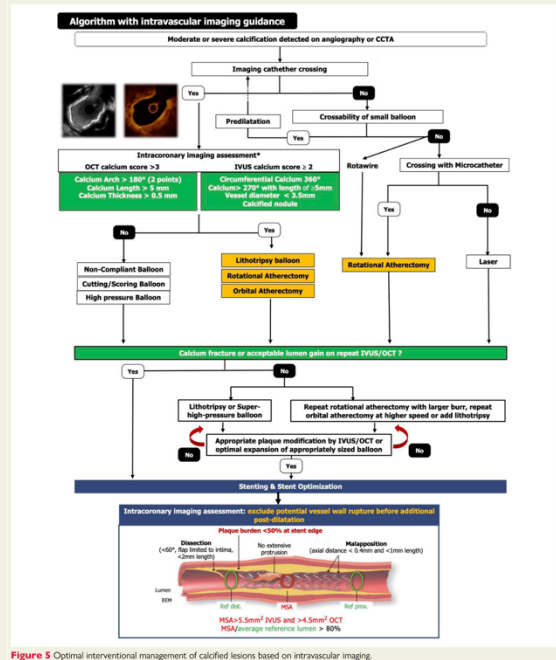 Algorithm with intravascular imaging guidance
Moderate or severe calcification detected on angiography or CCTA
Imaging cathether crossing
Yes
No
Predilatation
Crossability of small balloon
Yes
No
Intracoronary imaging assessment*
OCT calcium score >3
IVUS calcium score ≥ 2
Rotawire
Crossing with Microcatheter
Calcium Arch > 180° (2 points)
Calcium Length > 5 mm
Calcium Thickness > 0.5 mm
Circumferential Calcium 360°
Calcium> 270° with length of ≥5mm
Vessel diameter < 3.5mm
Calcified nodule
Yes
No
No
Yes
Non-Compliant Balloon
Cutting/Scoring Balloon
High pressure Balloon
Lithotripsy balloon
Rotational Atherectomy
Orbital Atherectomy
Rotational Atherectomy
Laser
Calcium fracture or acceptable lumen gain on repeat IVUS/OCT ?
Yes
No
Lithotripsy or Super-
high-pressure balloon
Repeat rotational atherectomy with larger burr, repeat
orbital atherectomy at higher speed or add lithotripsy
No
Appropriate plaque modification by IVUS/OCT or
optimal expansion of appropriately sized balloon
No
Yes
Stenting & Stent Optimization
Intracoronary imaging assessment: exclude potential vessel wall rupture before additional
post-dilatation
Plaque burden <50% at stent edge
Dissection
(<60°, flap limited to intima,
<2mm length)
No extensive
protrusion
Malapposition
(axial distance < 0.4mm and <1mm length)
Lumen
EEM
Ref dist.
MSA
Ref prox.
MSA>5.5mm² IVUS and >4.5mm² OCT
MSA/average reference lumen > 80%
Figure 5 Optimal interventional management of calcified lesions based on intravascular imaging.